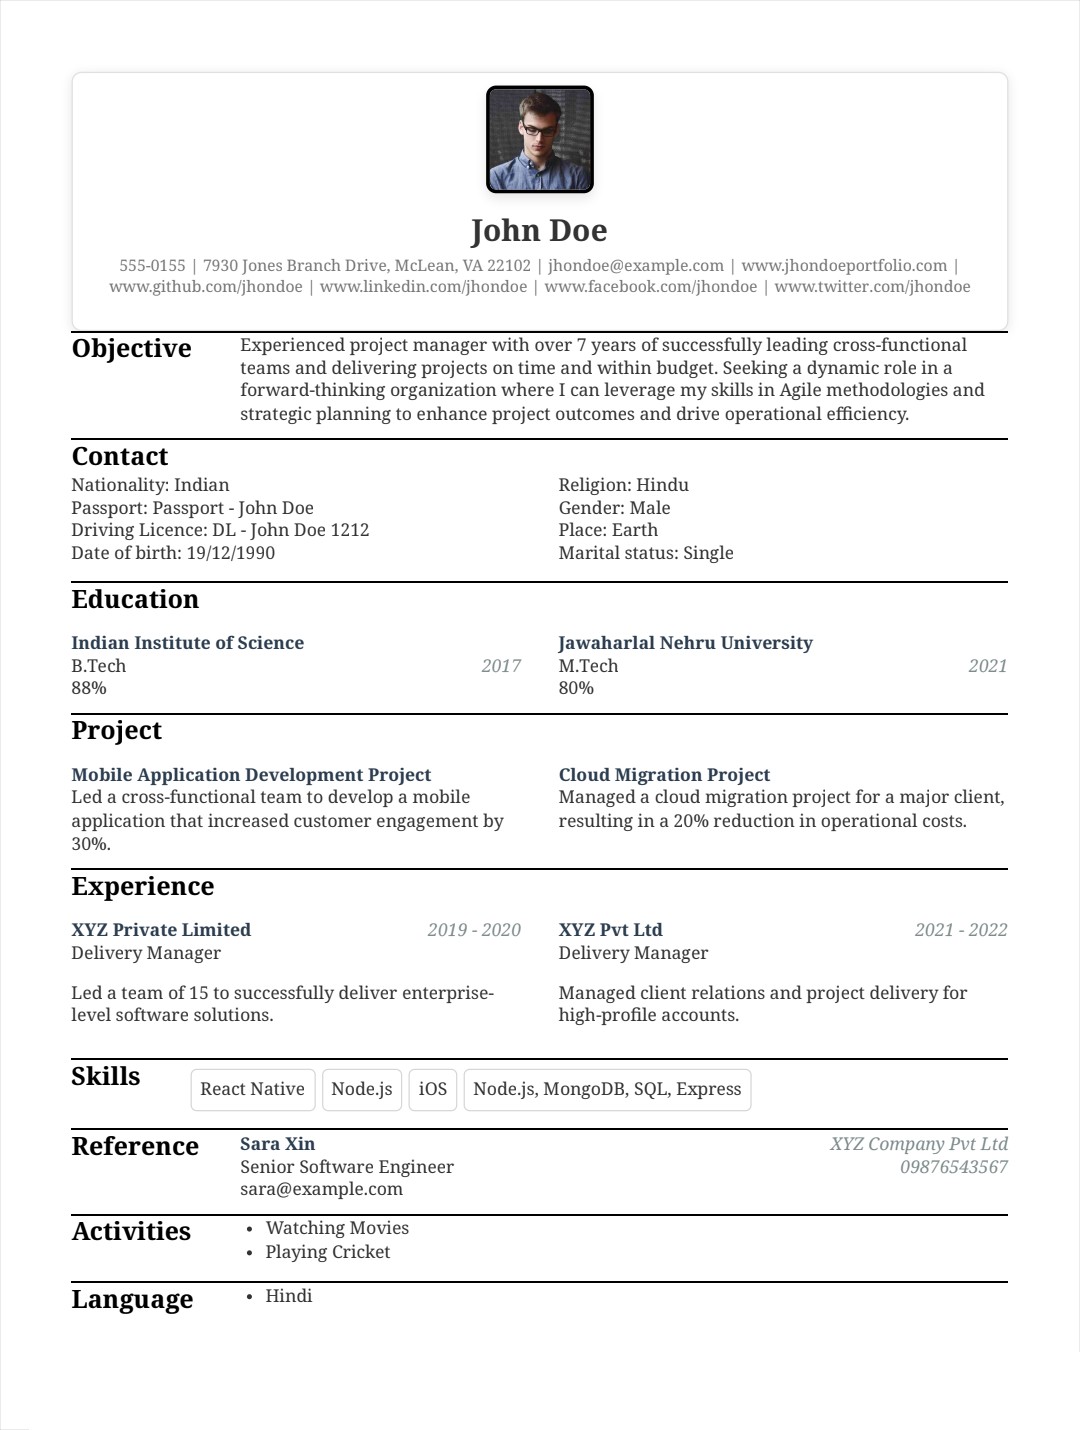 John Doe
555-0155 | 7930 Jones Branch Drive, McLean, VA 22102 | jhondoe@example.com | www.jhondoeportfolio.com |
www.github.com/jhondoe | www.linkedin.com/jhondoe | www.facebook.com/jhondoe | www.twitter.com/jhondoe
Objective
Experienced project manager with over 7 years of successfully leading cross-functional
teams and delivering projects on time and within budget. Seeking a dynamic role in a
forward-thinking organization where I can leverage my skills in Agile methodologies and
strategic planning to enhance project outcomes and drive operational efficiency.
Contact
Nationality: Indian
Passport: Passport - John Doe
Driving Licence: DL - John Doe 1212
Date of birth: 19/12/1990
Religion: Hindu
Gender: Male
Place: Earth
Marital status: Single
Education
Indian Institute of Science
B.Tech 2017
88%
Jawaharlal Nehru University
M.Tech 2021
80%
Project
Mobile Application Development Project
Led a cross-functional team to develop a mobile
application that increased customer engagement by
30%.
Cloud Migration Project
Managed a cloud migration project for a major client,
resulting in a 20% reduction in operational costs.
Experience
XYZ Private Limited 2019 - 2020
Delivery Manager
Led a team of 15 to successfully deliver enterprise-
level software solutions.
XYZ Pvt Ltd 2021 - 2022
Delivery Manager
Managed client relations and project delivery for
high-profile accounts.
Skills
React Native Node.js iOS Node.js, MongoDB, SQL, Express
Reference
Sara Xin XYZ Company Pvt Ltd
Senior Software Engineer 09876543567
sara@example.com
Activities
• Watching Movies
• Playing Cricket
Language
• Hindi